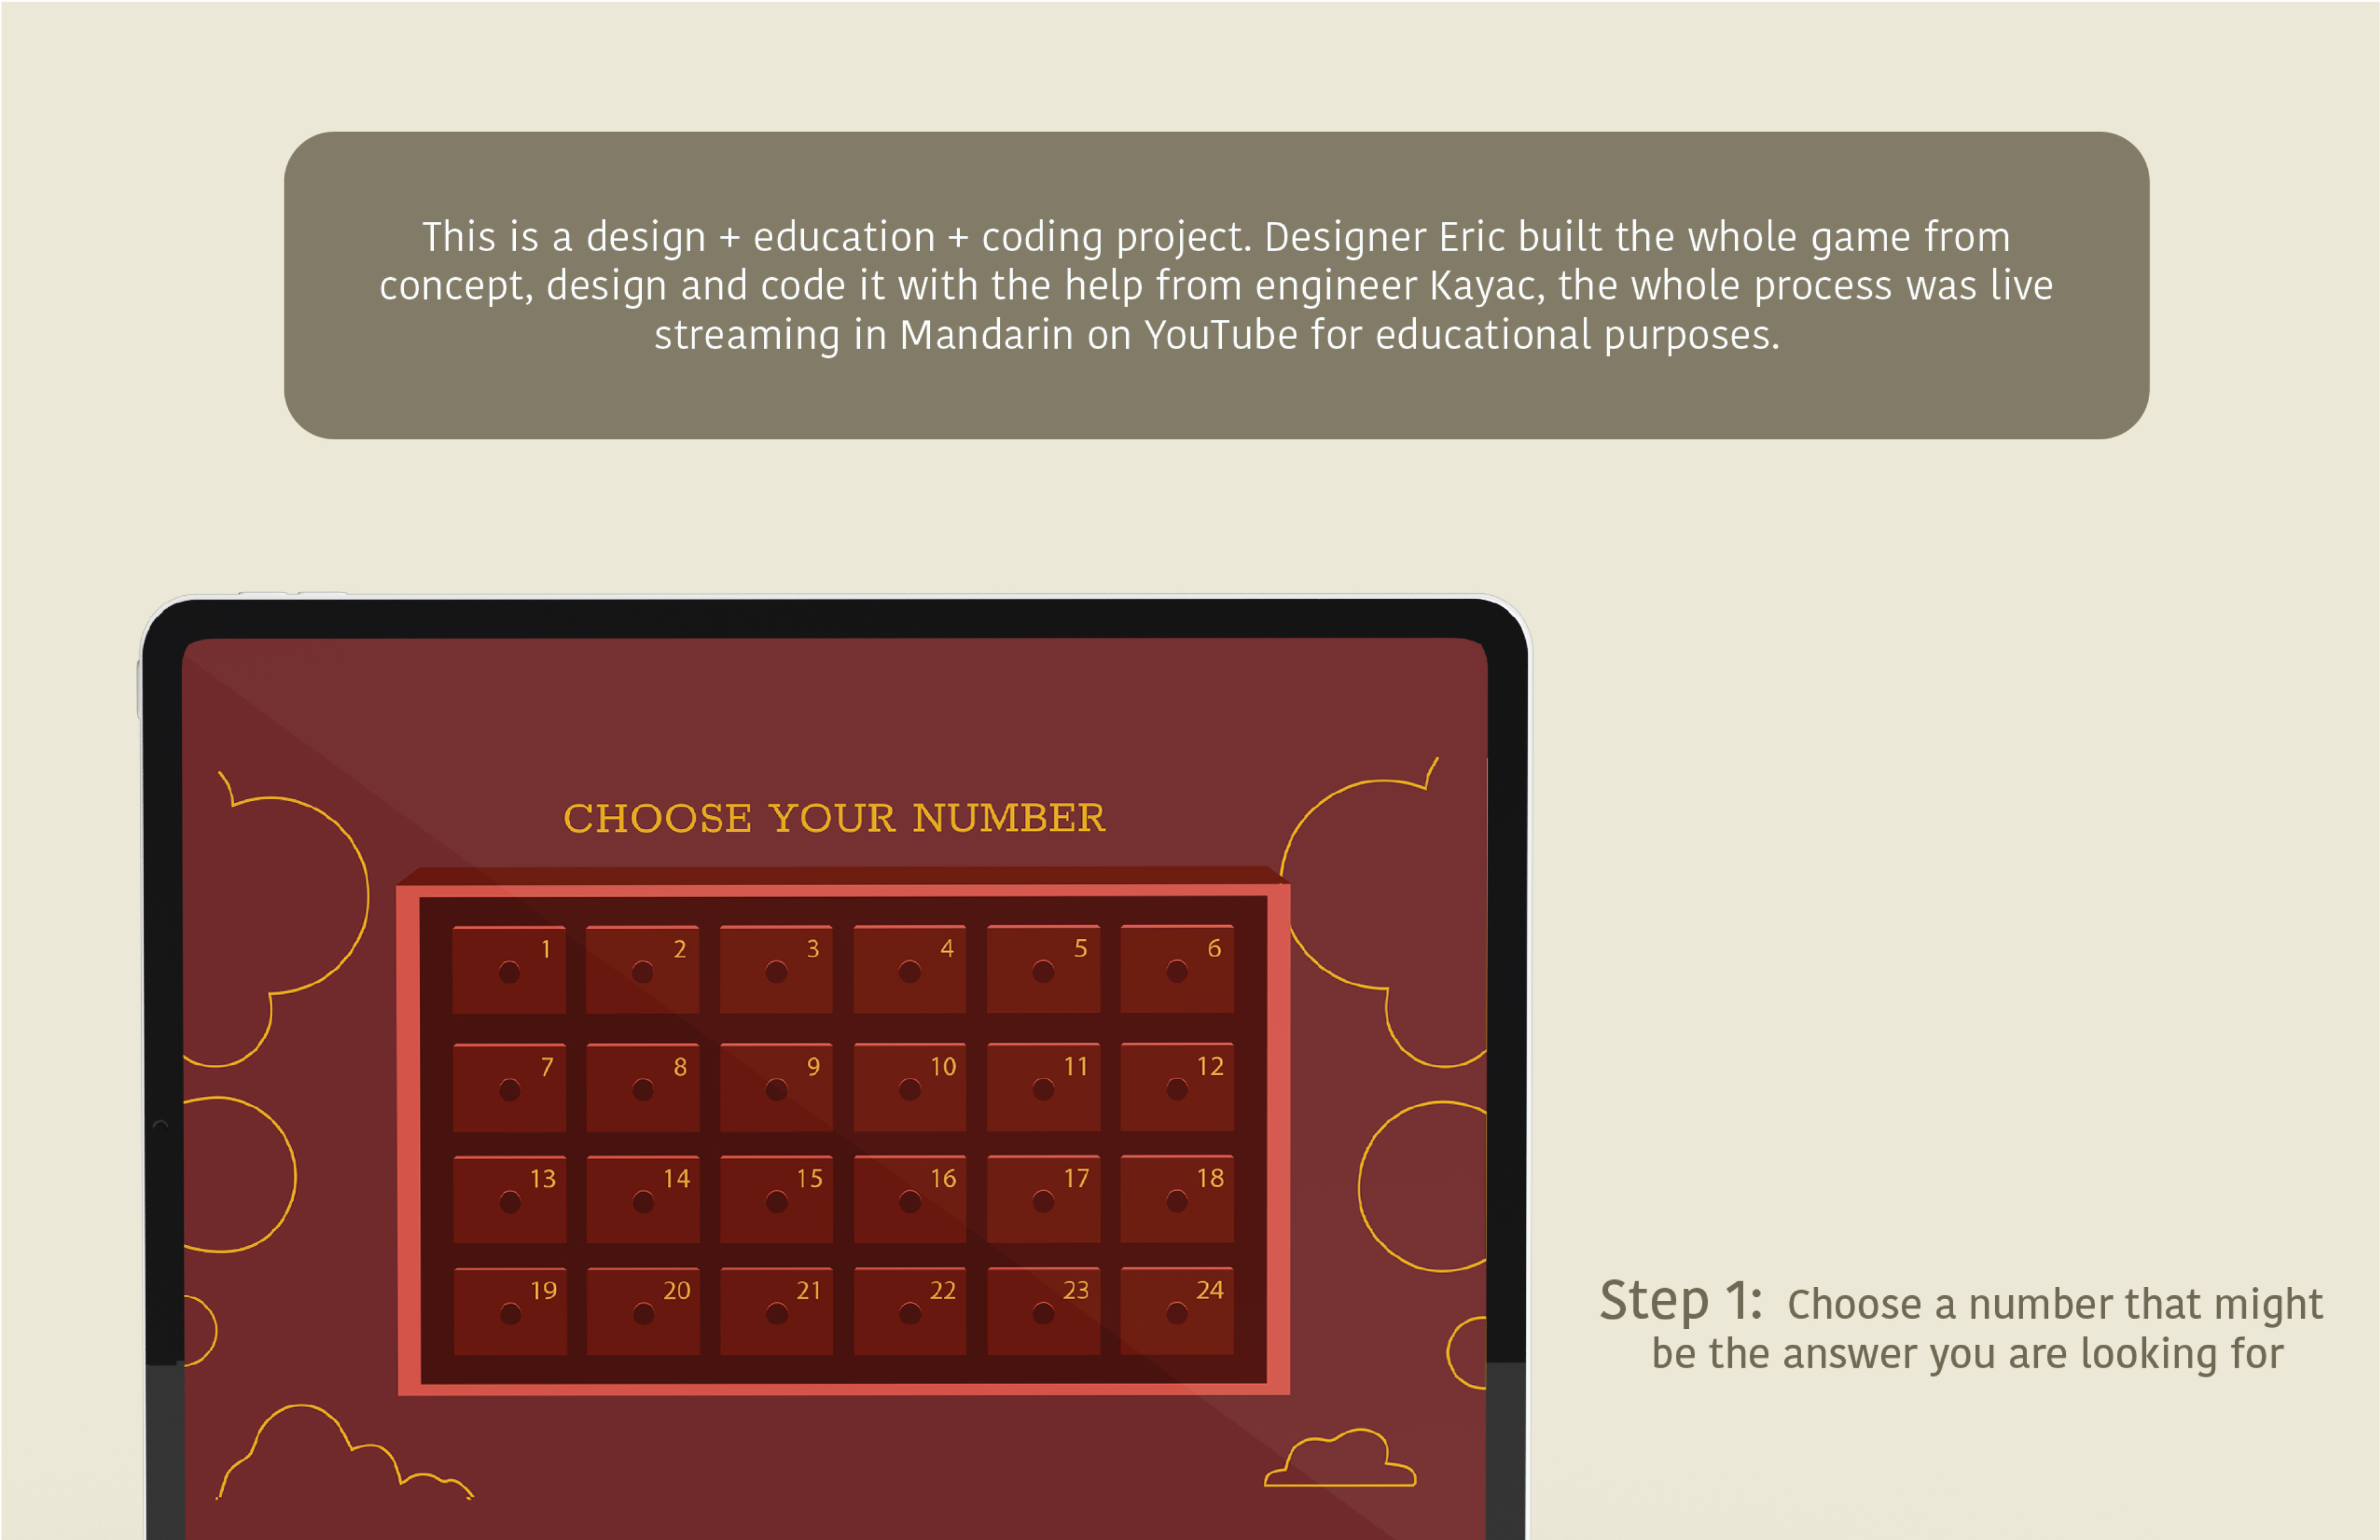 This is a design + education + coding project. Designer Eric built the whole game from
concept, design and code it with the help from engineer Kayac, the whole process was live
streaming in Mandarin on YouTube for educational purposes.
CHOOSE YOUR NUMBER
1 2 3 4 5 6
7 8 9 10 11 12
13 14 15 16 17 18
19 20 21 22 23 24
Step 1: Choose a number that might
be the answer you are looking for